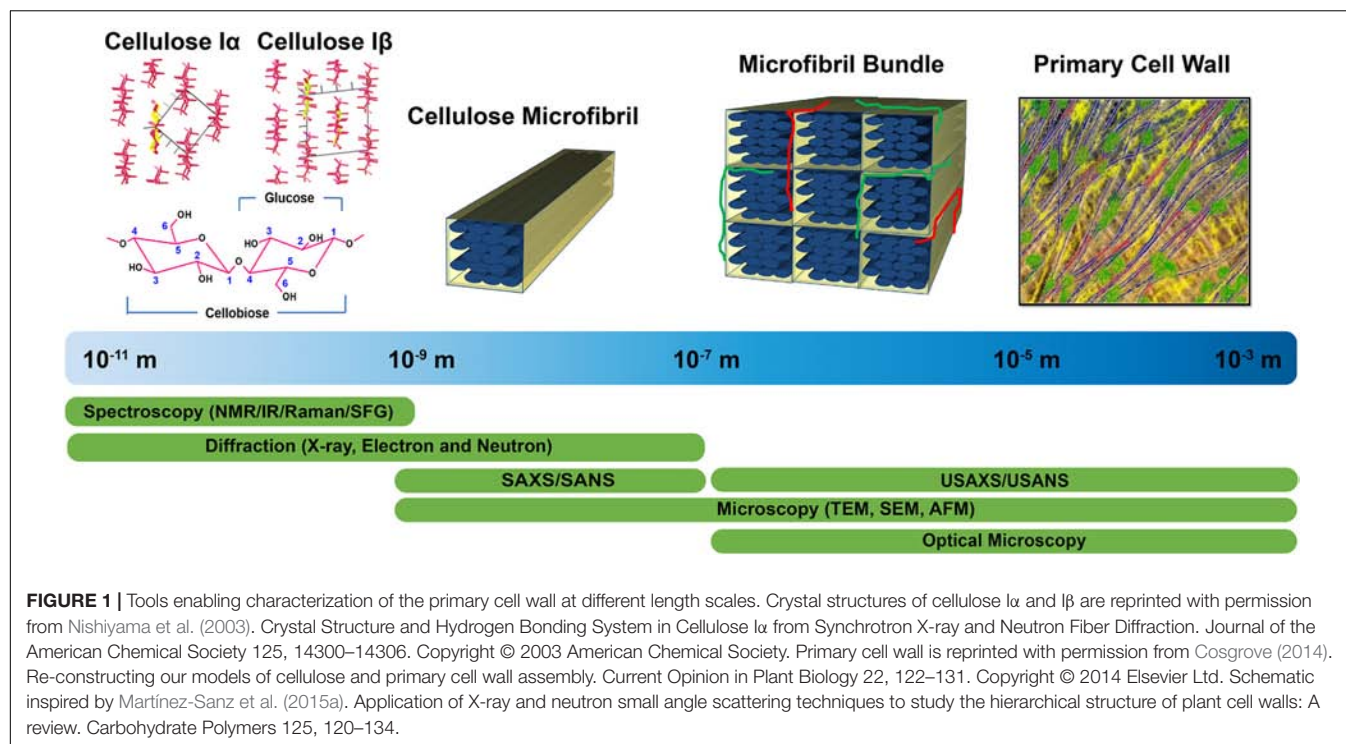 Cellulose Iα
Cellulose Iβ
Cellulose Microfibril
Microfibril Bundle
Primary Cell Wall
Glucose
OH
6
4
O
5
O
HO
2
3
OH
1
O
3
HO
2
OH
1
O
4
5
O
6
OH
Cellobiose
10⁻¹¹ m
10⁻⁹ m
10⁻⁷ m
10⁻⁵ m
10⁻³ m
Spectroscopy (NMR/IR/Raman/SFG)
Diffraction (X-ray, Electron and Neutron)
SAXS/SANS
USAXS/USANS
Microscopy (TEM, SEM, AFM)
Optical Microscopy
FIGURE 1 | Tools enabling characterization of the primary cell wall at different length scales. Crystal structures of cellulose Iα and Iβ are reprinted with permission
from Nishiyama et al. (2003). Crystal Structure and Hydrogen Bonding System in Cellulose Iα from Synchrotron X-ray and Neutron Fiber Diffraction. Journal of the
American Chemical Society 125, 14300–14306. Copyright © 2003 American Chemical Society. Primary cell wall is reprinted with permission from Cosgrove (2014).
Re-constructing our models of cellulose and primary cell wall assembly. Current Opinion in Plant Biology 22, 122–131. Copyright © 2014 Elsevier Ltd. Schematic
inspired by Martínez-Sanz et al. (2015a). Application of X-ray and neutron small angle scattering techniques to study the hierarchical structure of plant cell walls: A
review. Carbohydrate Polymers 125, 120–134.